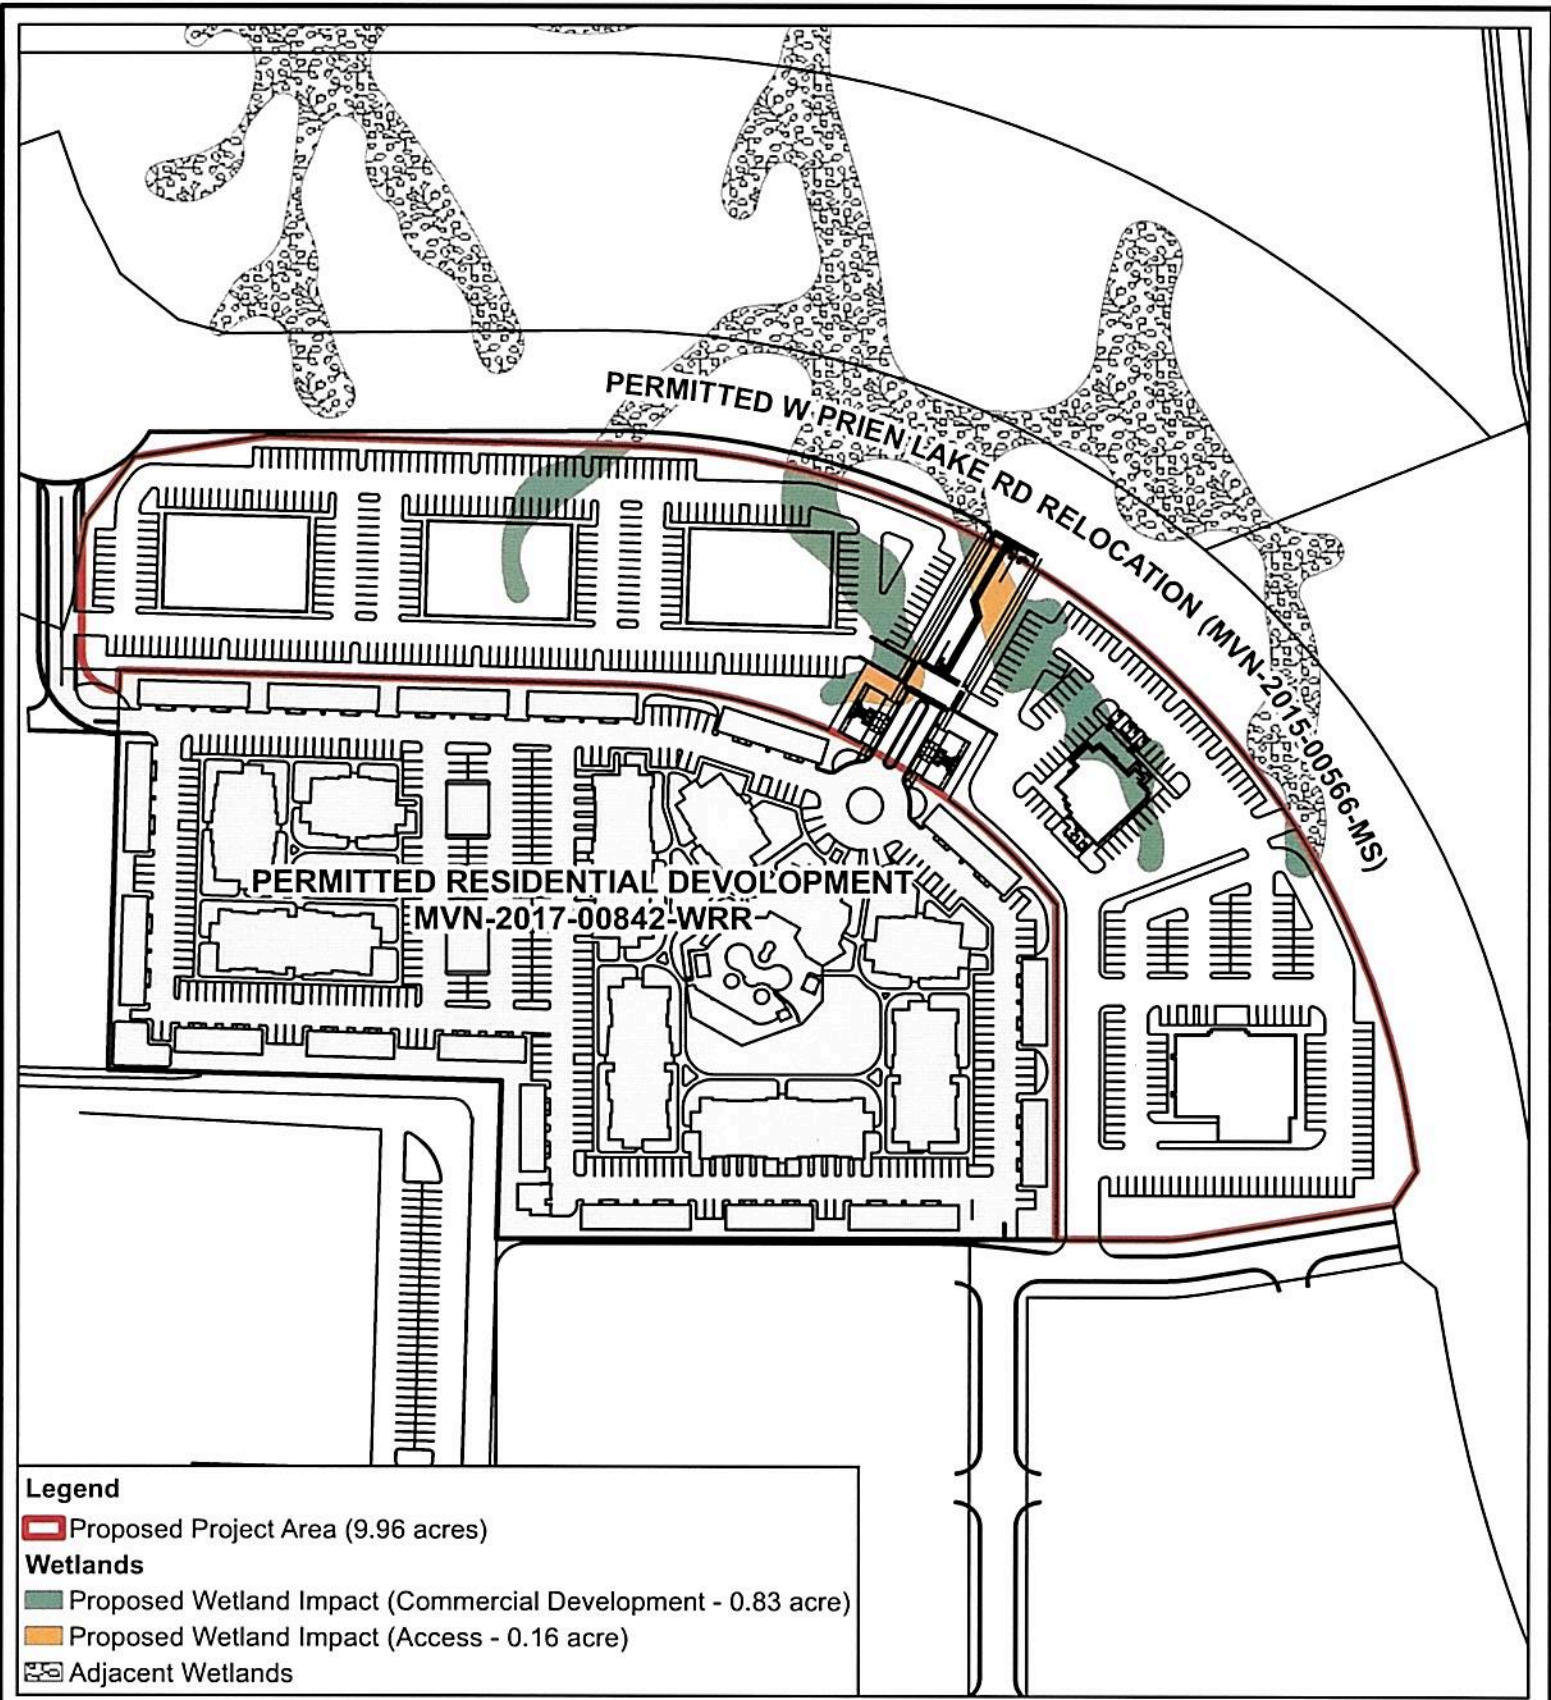 PERMITTED W PRIEN LAKE RD RELOCATION (MVN-2015-00566-MS)
PERMITTED RESIDENTIAL DEVOLOPMENT
MVN-2017-00842-WRR
Legend
Proposed Project Area (9.96 acres)
Wetlands
Proposed Wetland Impact (Commercial Development - 0.83 acre)
Proposed Wetland Impact (Access - 0.16 acre)
Adjacent Wetlands